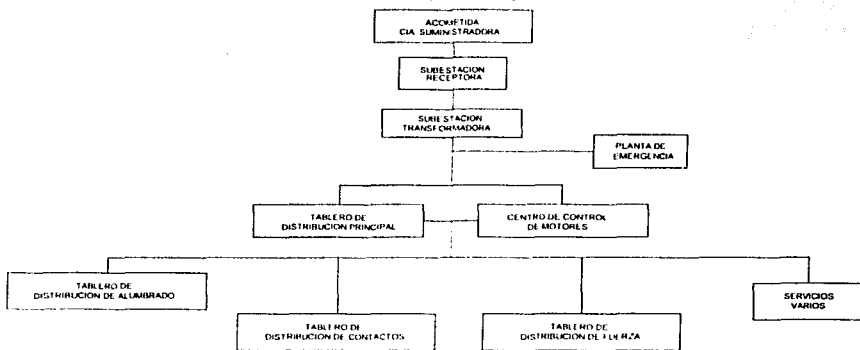 ACOMETIDA
CIA. SUMINISTRADORA
SUBESTACION
RECEPTORA
SUBESTACION
TRANSFORMADORA
PLANTA DE
EMERGENCIA
TABLERO DE
DISTRIBUCION PRINCIPAL
CENTRO DE CONTROL
DE MOTORES
TABLERO DE
DISTRIBUCION DE ALUMBRADO
TABLERO DE
DISTRIBUCION DE CONTACTOS
TABLERO DE
DISTRIBUCION DE FUERZA
SERVICIOS
VARIOS